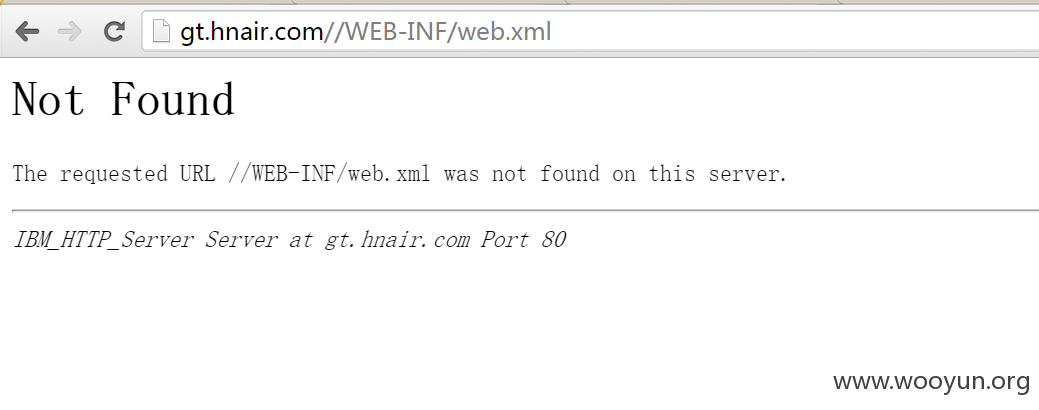 gt.hnair.com//WEB-INF/web.xml
Not Found
The requested URL //WEB-INF/web.xml was not found on this server.
IBM_HTTP_Server Server at gt.hnair.com Port 80
www.wooyun.org